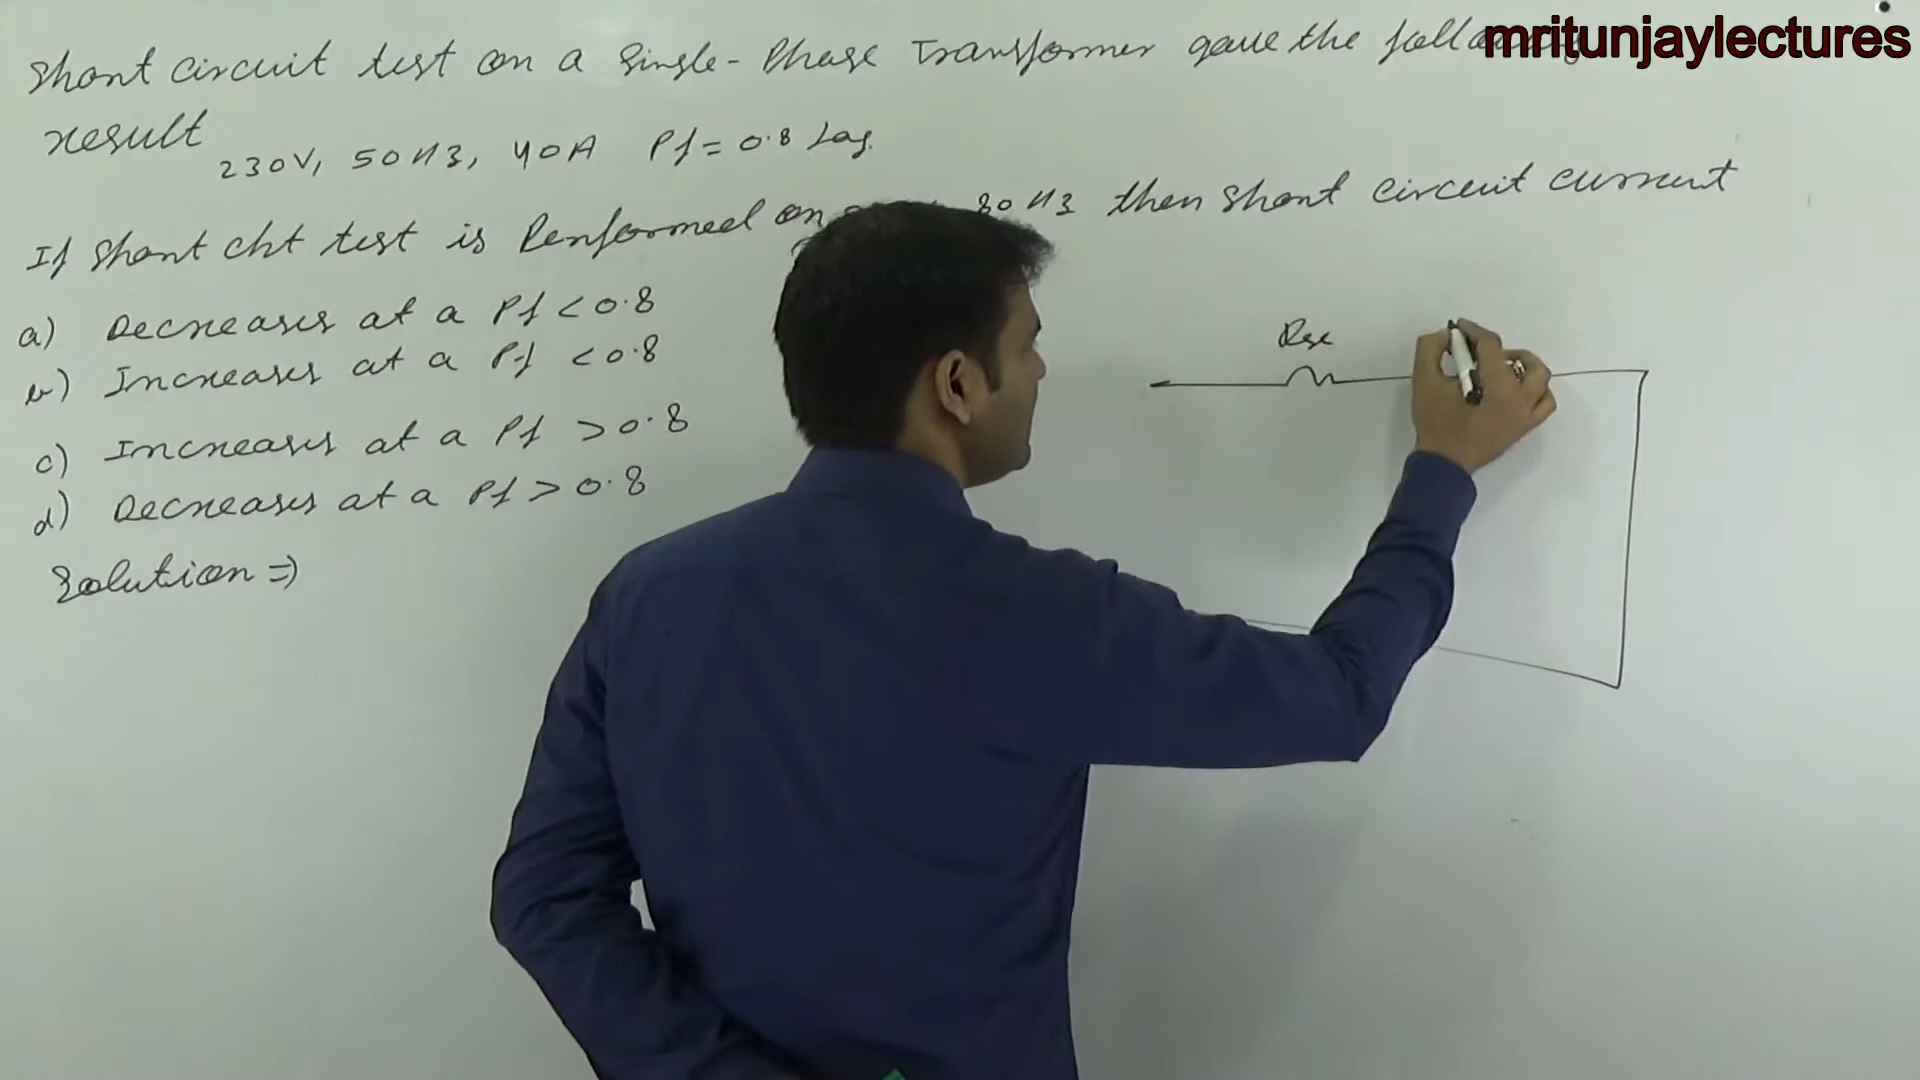 mritunjaylectures
Short circuit test on a Single-Phase Transformer gave the
result
230V, 50Hz, 40A Pf = 0.8 Lag.
If short ckt test is Performed on 80Hz then short circuit current
a) Decreases at a Pf < 0.8
b) Increases at a Pf < 0.8
c) Increases at a Pf > 0.8
d) Decreases at a Pf > 0.8
Solution ⇒
Rsc